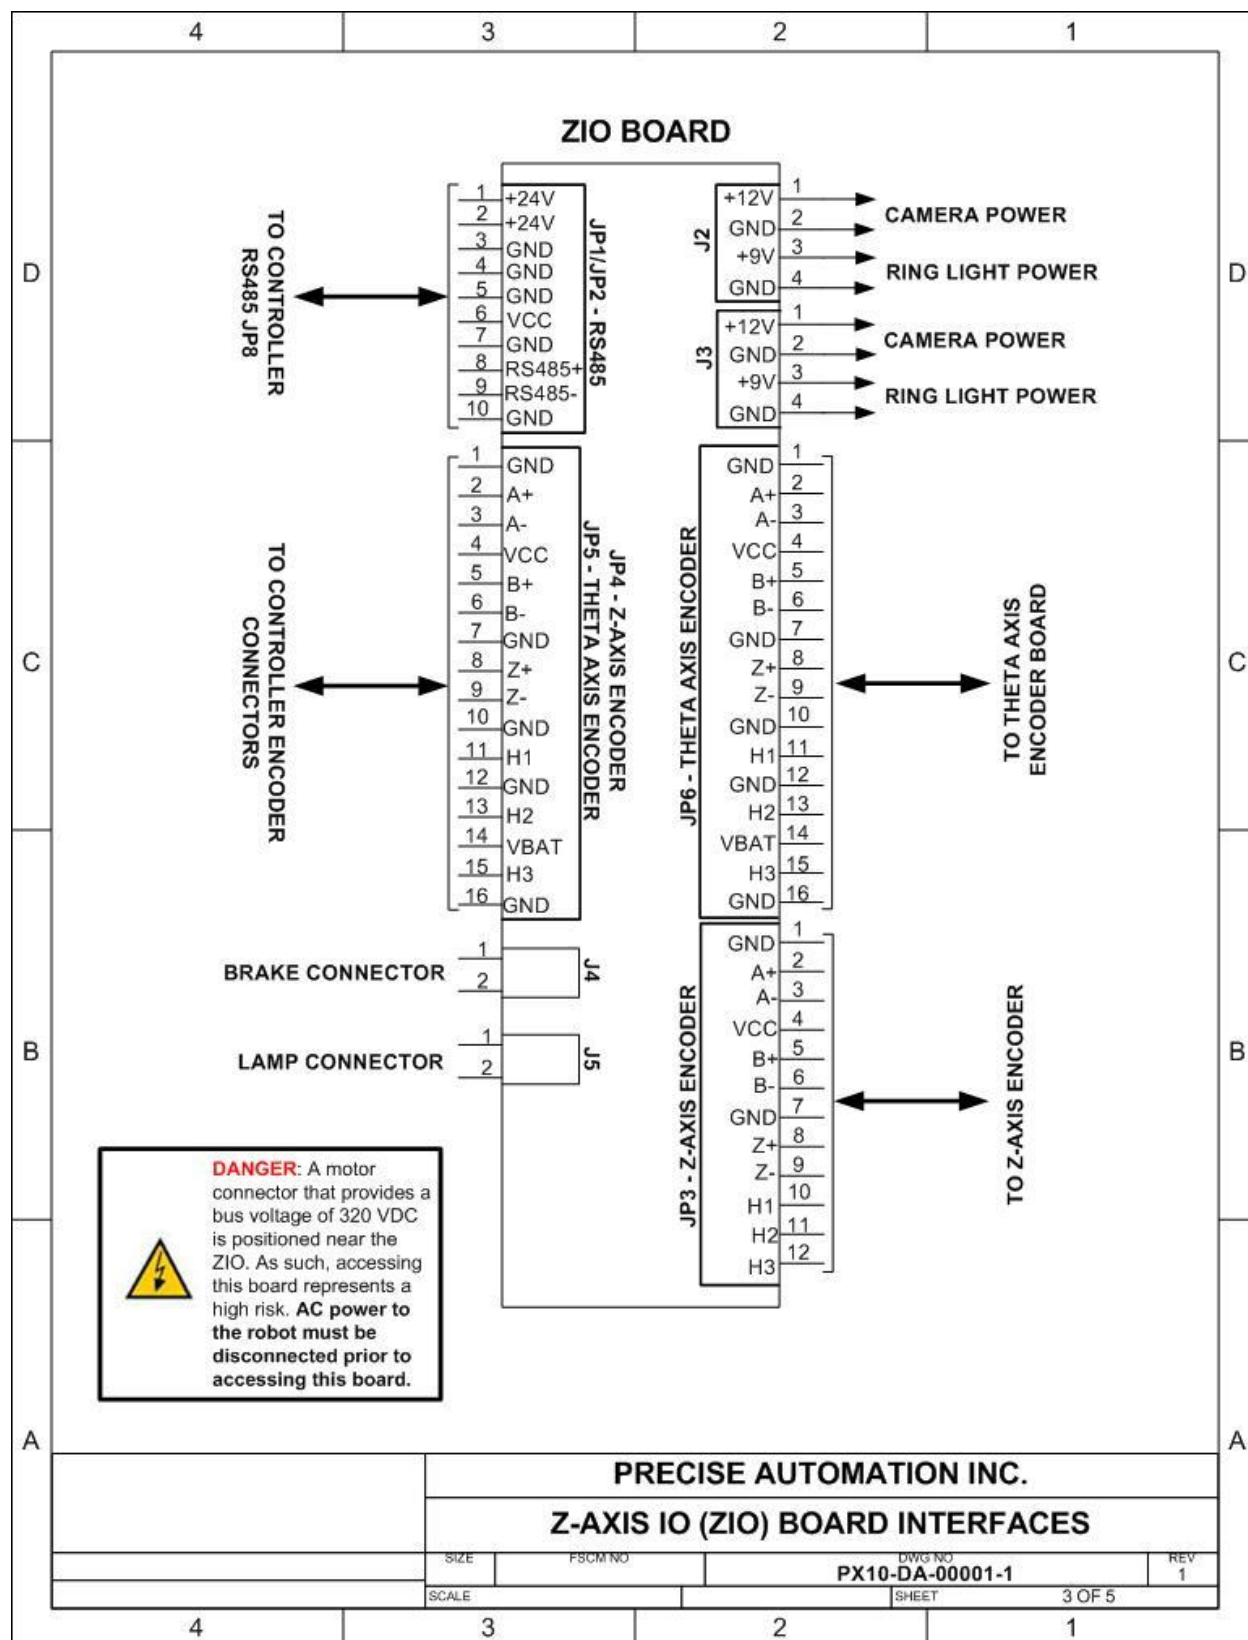 4 3 2 1
ZIO BOARD
D
TO CONTROLLER
RS485 JP8
1 +24V
2 +24V
3 GND
4 GND
5 GND
6 VCC
7 GND
8 RS485+
9 RS485-
10 GND
JP1/JP2 - RS485
J2
+12V 1
GND 2
+9V 3
GND 4
CAMERA POWER
RING LIGHT POWER
J3
+12V 1
GND 2
+9V 3
GND 4
CAMERA POWER
RING LIGHT POWER
D
C
TO CONTROLLER ENCODER
CONNECTORS
1 GND
2 A+
3 A-
4 VCC
5 B+
6 B-
7 GND
8 Z+
9 Z-
10 GND
11 H1
12 GND
13 H2
14 VBAT
15 H3
16 GND
JP4 - Z-AXIS ENCODER
JP5 - THETA AXIS ENCODER
JP6 - THETA AXIS ENCODER
GND 1
A+ 2
A- 3
VCC 4
B+ 5
B- 6
GND 7
Z+ 8
Z- 9
GND 10
H1 11
GND 12
H2 13
VBAT 14
H3 15
GND 16
TO THETA AXIS
ENCODER BOARD
C
B
BRAKE CONNECTOR
1
2
J4
LAMP CONNECTOR
1
2
J5
JP3 - Z-AXIS ENCODER
GND 1
A+ 2
A- 3
VCC 4
B+ 5
B- 6
GND 7
Z+ 8
Z- 9
H1 10
H2 11
H3 12
TO Z-AXIS ENCODER
B
DANGER: A motor
connector that provides a
bus voltage of 320 VDC
is positioned near the
ZIO. As such, accessing
this board represents a
high risk. AC power to
the robot must be
disconnected prior to
accessing this board.
A
A
PRECISE AUTOMATION INC.
Z-AXIS IO (ZIO) BOARD INTERFACES
SIZE FSCM NO DWG NO REV
PX10-DA-00001-1 1
SCALE SHEET 3 OF 5
4 3 2 1